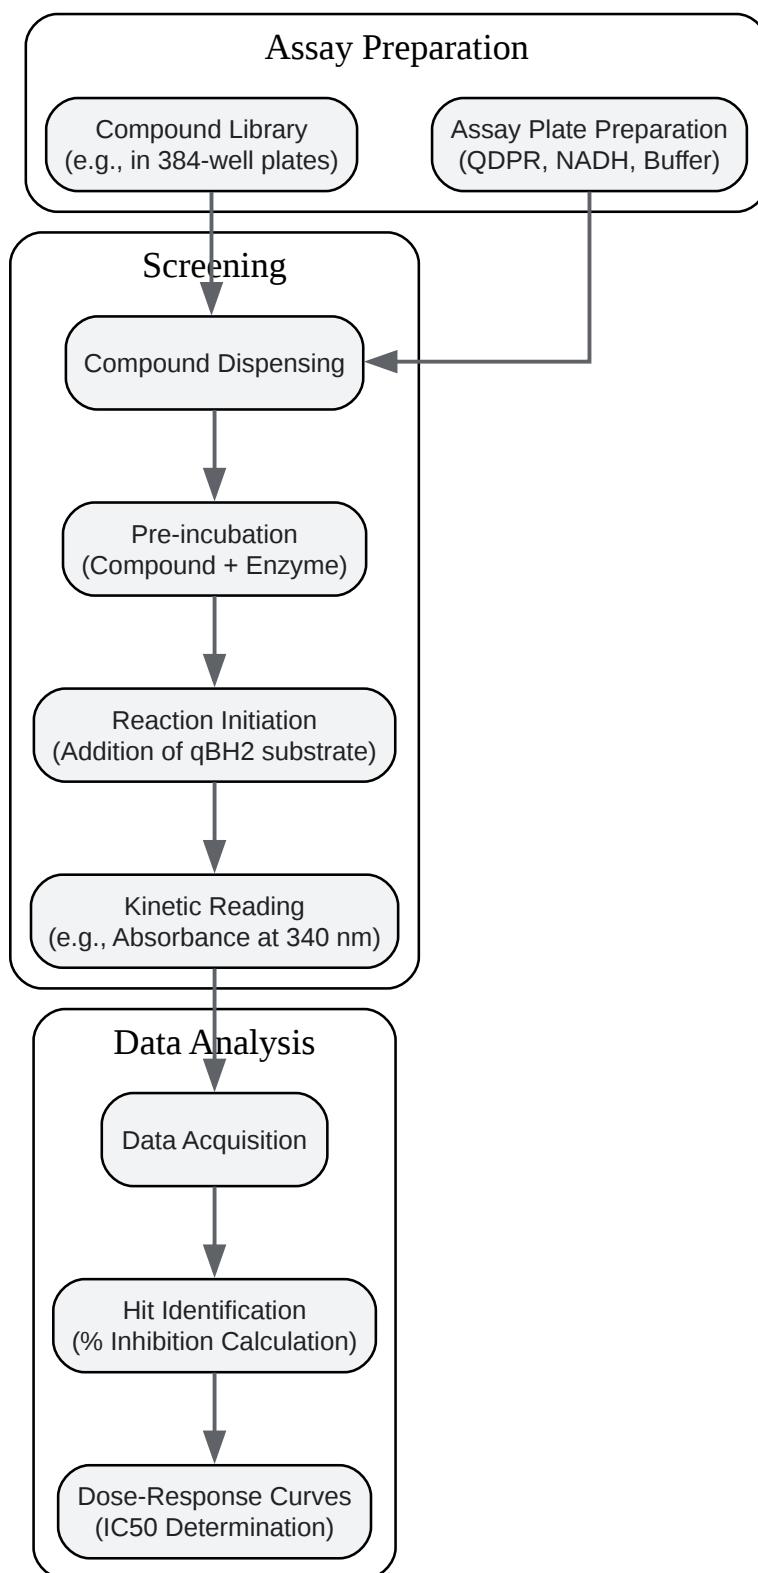 Assay Preparation
Compound Library
(e.g., in 384-well plates)
Assay Plate Preparation
(QDPR, NADH, Buffer)
Screening
Compound Dispensing
Pre-incubation
(Compound + Enzyme)
Reaction Initiation
(Addition of qBH2 substrate)
Kinetic Reading
(e.g., Absorbance at 340 nm)
Data Analysis
Data Acquisition
Hit Identification
(% Inhibition Calculation)
Dose-Response Curves
(IC50 Determination)